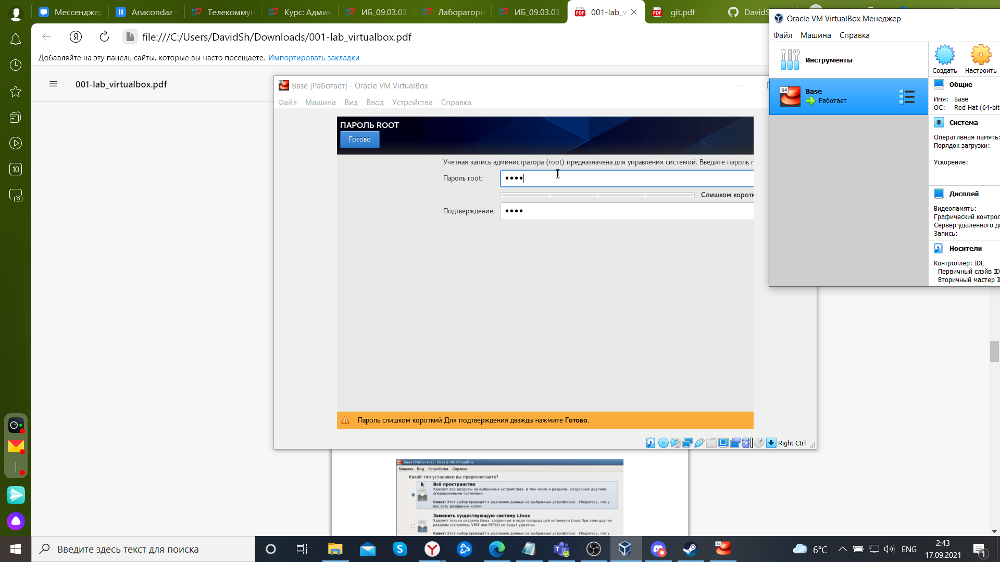 Мессендже
Anacondaz -
Телекоммун
Курс: Админ
ИБ_09.03.03
Лабораторн
ИБ_09.03.03
001-lab_v
git.pdf
DavidS
file:///C:/Users/DavidSh/Downloads/001-lab_virtualbox.pdf
Добавляйте на эту панель сайты, которые вы часто посещаете. Импортировать закладки
001-lab_virtualbox.pdf
10
Oracle VM VirtualBox Менеджер
Файл Машина Справка
Инструменты
Создать
Настроить
64
Base
Работает
Общие
Имя: Base
ОС: Red Hat (64-bit
Система
Оперативная память:
Порядок загрузки:
Ускорение:
Дисплей
Видеопамять:
Графический контрол
Сервер удалённого д
Запись:
Носители
Контроллер: IDE
Первичный слэйв ID
Вторичный мастер I
Base [Работает] - Oracle VM VirtualBox
Файл Машина Вид Ввод Устройства Справка
ПАРОЛЬ ROOT
Готово
Учетная запись администратора (root) предназначена для управления системой. Введите пароль r
Пароль root: ••••
Слишком коротк
Подтверждение: ••••
Пароль слишком короткий Для подтверждения дважды нажмите Готово.
Right Ctrl
Base [Работает] - Oracle VM VirtualBox
Машина Вид Устройства Справка
Какой тип установки вы предпочитаете?
Всё пространство
Удаляет все разделы на выбранных устройствах, в том числе и разделы, созданные другими
операционными системами.
Совет: Этот выбор приведёт к удалению данных на выбранных устройствах. Убедитесь, что у
вас есть резервные копии.
Заменить существующую систему Linux
Удаляет только разделы Linux, созданные в ходе предыдущей установки Linux.При этом другие
разделы (например, VFAT или FAT32) не будут удалены.
Совет: Этот выбор приведёт к удалению данных на выбранных устройствах. Убедитесь, что у
Введите здесь текст для поиска
6°C
ENG
2:43
17.09.2021
1